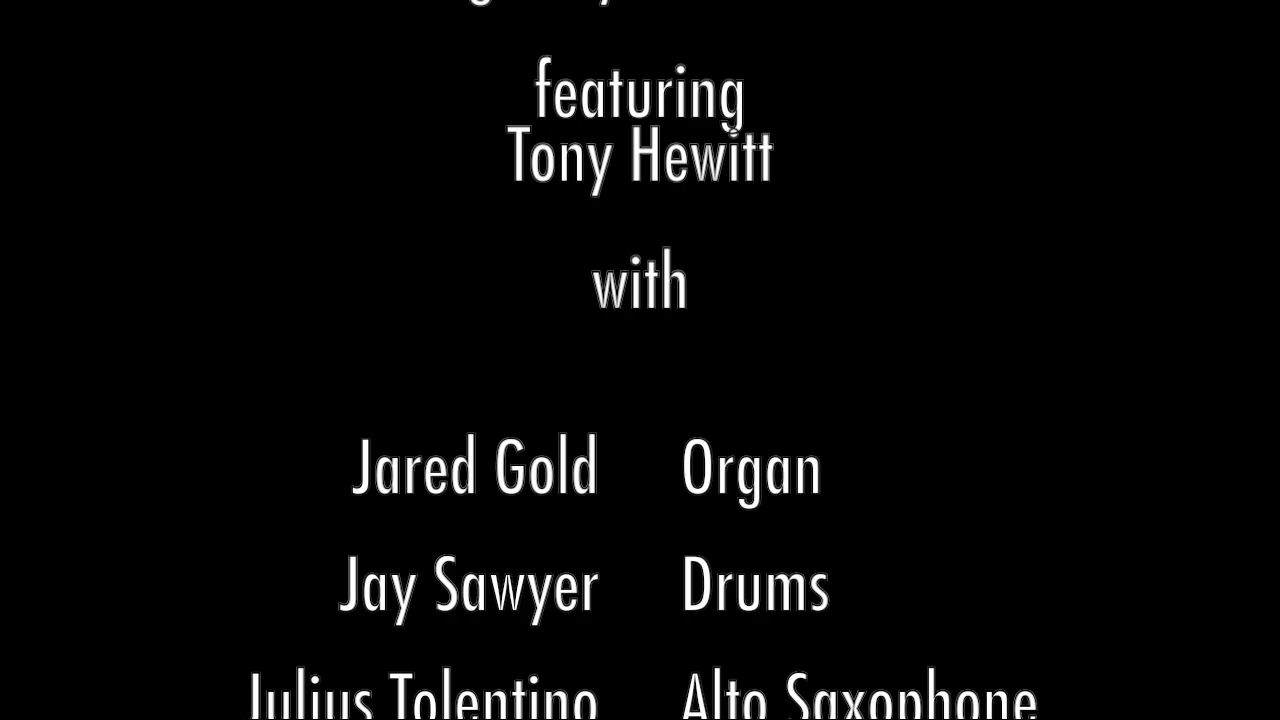 featuring
Tony Hewitt
with
Jared Gold Organ
Jay Sawyer Drums
Julius Tolentino Alto Saxophone